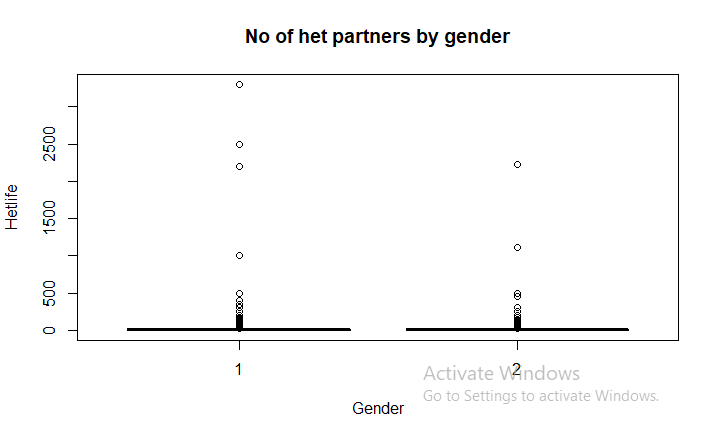 No of het partners by gender
Hetlife
2500
1500
500
0
1
2
Gender
Activate Windows
Go to Settings to activate Windows.